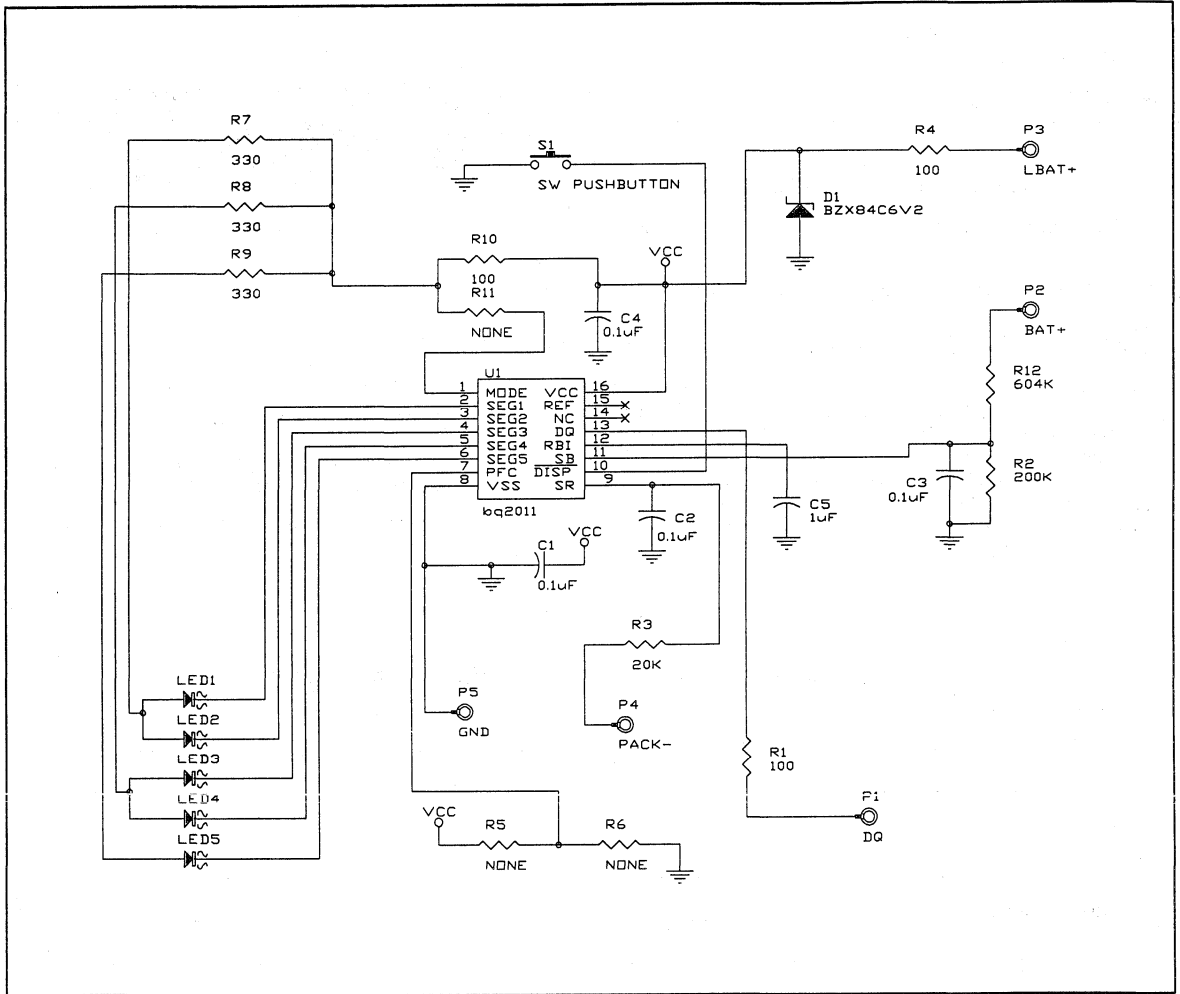 R7
330
R8
330
R9
330
S1
SW PUSHBUTTON
R4
100
P3
LBAT+
D1
BZX84C6V2
R10
100
R11
NONE
VCC
C4
0.1uF
P2
BAT+
R12
604K
R2
200K
C3
0.1uF
U1
1 MODE VCC 16
2 SEG1 REF 15
3 SEG2 NC 14
4 SEG3 DQ 13
5 SEG4 RBI 12
6 SEG5 SB 11
7 PFC DISP 10
8 VSS SR 9
bq2011
C5
1uF
C2
0.1uF
VCC
C1
0.1uF
R3
20K
P5
GND
P4
PACK-
R1
100
P1
DQ
LED1
LED2
LED3
LED4
LED5
VCC
R5
NONE
R6
NONE